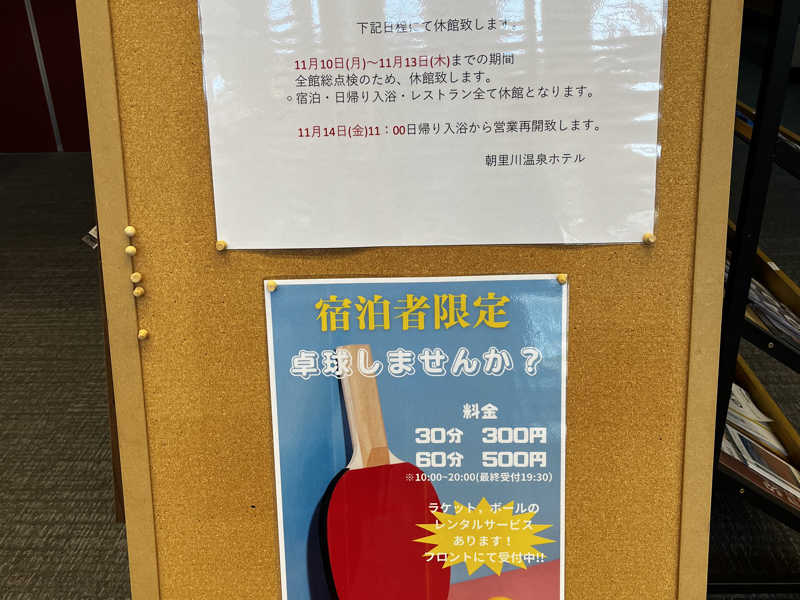 下記日程にて休館致します。
11月10日(月)～11月13日(木)までの期間
全館総点検のため、休館致します。
○宿泊・日帰り入浴・レストラン全て休館となります。
11月14日(金)11：00日帰り入浴から営業再開致します。
朝里川温泉ホテル
宿泊者限定
卓球しませんか？
料金
30分 300円
60分 500円
※10:00~20:00(最終受付19:30)
ラケット，ボールの
レンタルサービス
あります！
フロントにて受付中!!